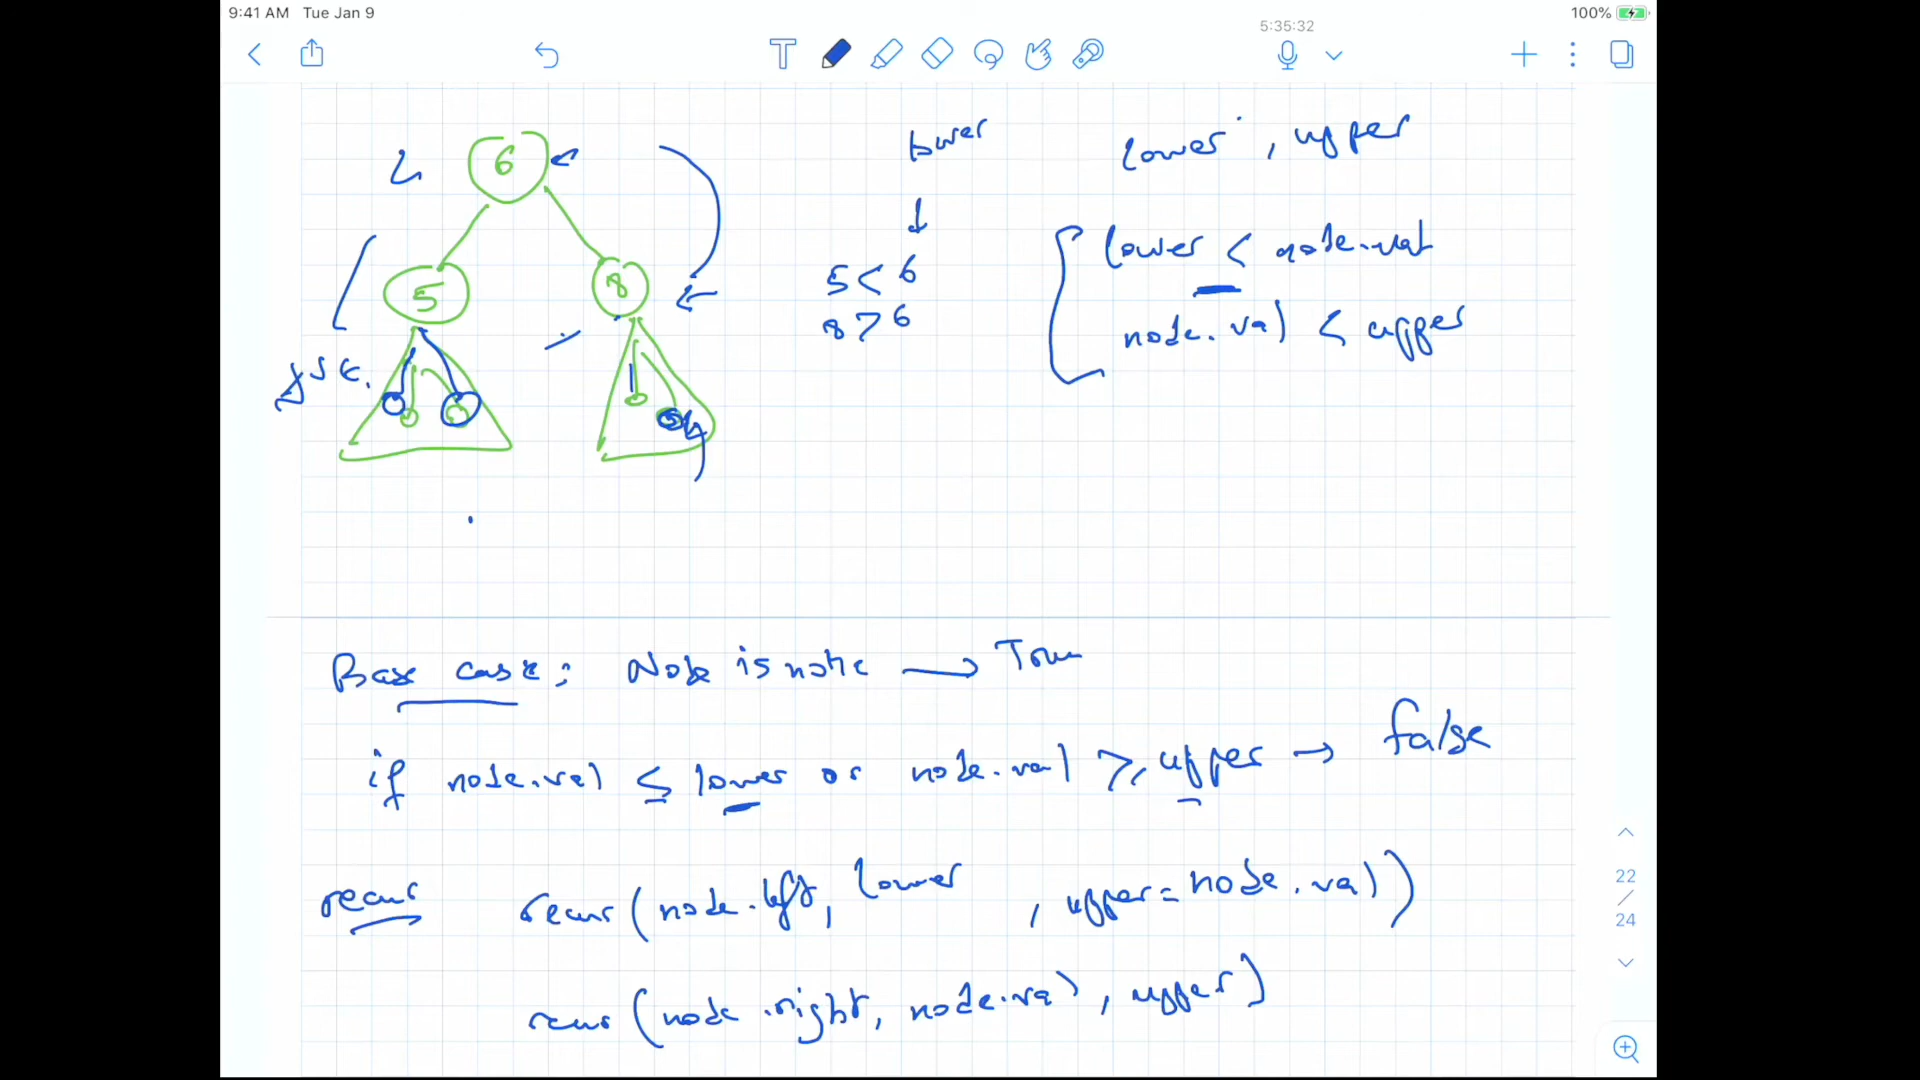 9:41 AM Tue Jan 9
100%
5:35:32
T
6
5
8
lower
5 < 6
8 > 6
lower , upper
lower < node.val
node.val < upper
Base case: Node is none → True
if node.val ≤ lower or node.val ≥ upper → false
recur recur(node.left, lower , upper = node.val)
recur(node.right, node.val, upper)
22
/
24